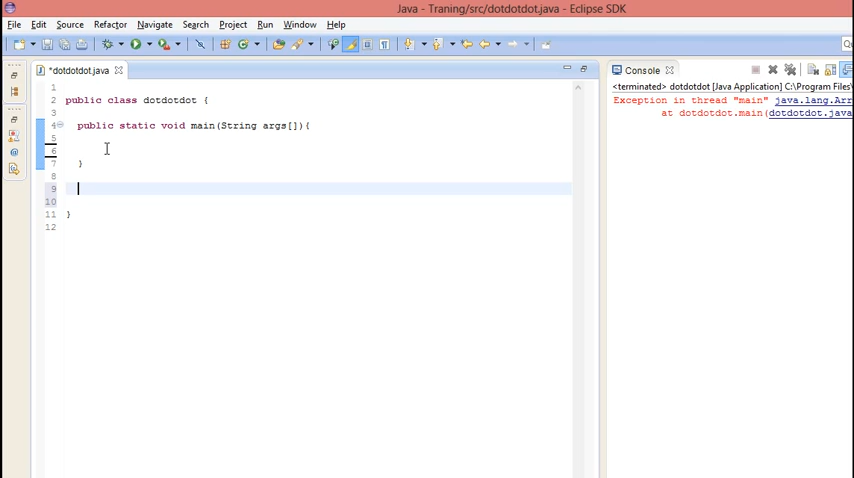 Java - Traning/src/dotdotdot.java - Eclipse SDK
File Edit Source Refactor Navigate Search Project Run Window Help
*dotdotdot.java
1
2 public class dotdotdot {
3
4 public static void main(String args[]){
5
6
7 }
8
9
10
11 }
12
Console
<terminated> dotdotdot [Java Application] C:\Program Files\
Exception in thread "main" java.lang.Arr
at dotdotdot.main(dotdotdot.java